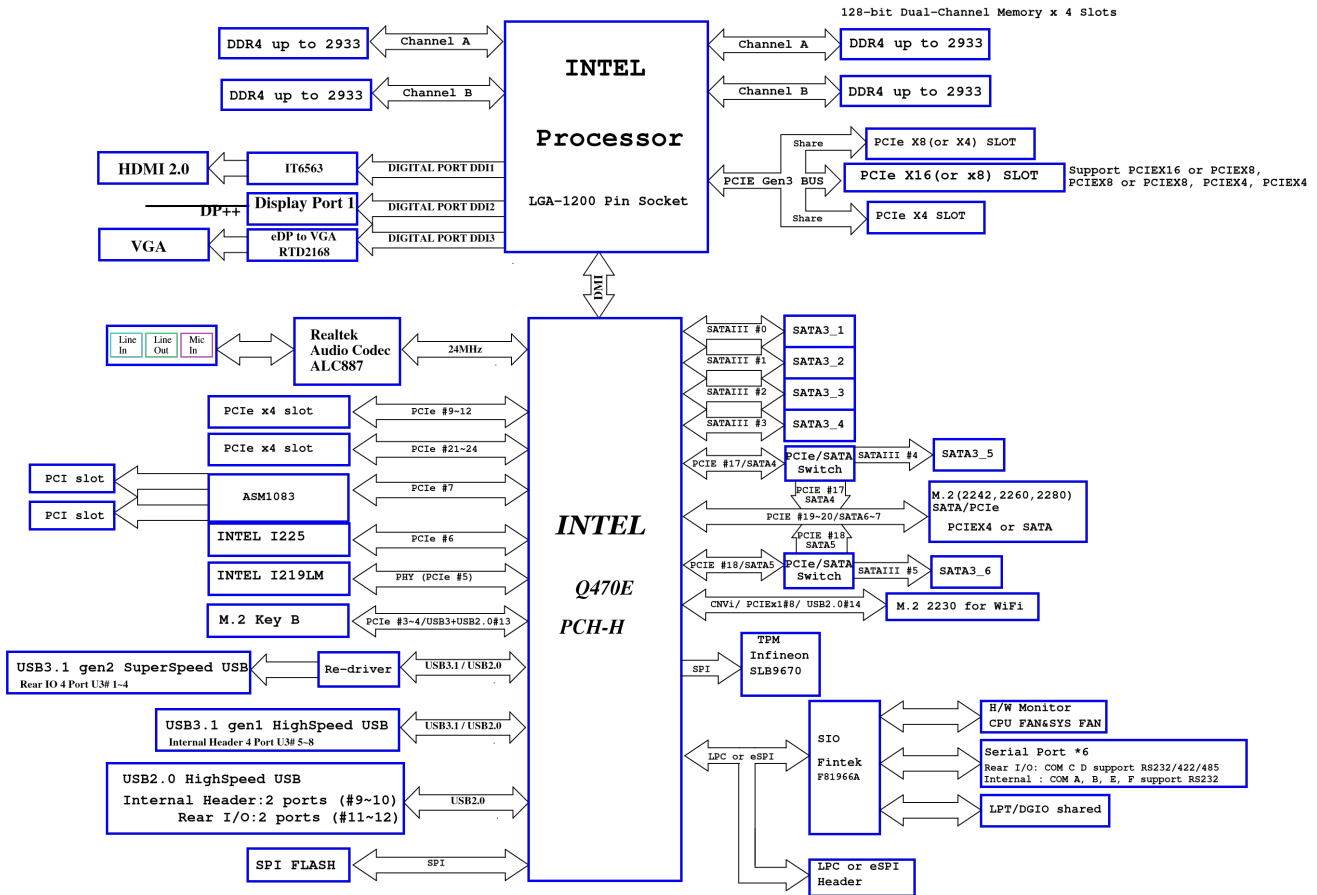 128-bit Dual-Channel Memory x 4 Slots
DDR4 up to 2933
Channel A
INTEL
Processor
LGA-1200 Pin Socket
Channel A
DDR4 up to 2933
DDR4 up to 2933
Channel B
Channel B
DDR4 up to 2933
HDMI 2.0
IT6563
DIGITAL PORT DDI1
DP++
Display Port 1
DIGITAL PORT DDI2
VGA
eDP to VGA
RTD2168
DIGITAL PORT DDI3
PCIE Gen3 BUS
Share
PCIe X8(or X4) SLOT
PCIe X16(or x8) SLOT
Support PCIEX16 or PCIEX8,
PCIEX8 or PCIEX8, PCIEX4, PCIEX4
Share
PCIe X4 SLOT
DMI
Line
In
Line
Out
Mic
In
Realtek
Audio Codec
ALC887
24MHz
INTEL
Q470E
PCH-H
PCIe x4 slot
PCIe #9~12
PCIe x4 slot
PCIe #21~24
PCI slot
PCI slot
ASM1083
PCIe #7
INTEL I225
PCIe #6
INTEL I219LM
PHY (PCIe #5)
M.2 Key B
PCIe #3~4/USB3+USB2.0#13
USB3.1 gen2 SuperSpeed USB
Rear IO 4 Port U3# 1~4
Re-driver
USB3.1 / USB2.0
USB3.1 gen1 HighSpeed USB
Internal Header 4 Port U3# 5~8
USB3.1 / USB2.0
USB2.0 HighSpeed USB
Internal Header:2 ports (#9~10)
Rear I/O:2 ports (#11~12)
USB2.0
SPI FLASH
SPI
SATAIII #0
SATA3_1
SATAIII #1
SATA3_2
SATAIII #2
SATA3_3
SATAIII #3
SATA3_4
PCIE #17/SATA4
PCIe/SATA
Switch
SATAIII #4
SATA3_5
PCIE #17
SATA4
PCIE #19~20/SATA6~7
M.2(2242,2260,2280)
SATA/PCIe
PCIEX4 or SATA
PCIE #18
SATA5
PCIE #18/SATA5
PCIe/SATA
Switch
SATAIII #5
SATA3_6
CNVi/ PCIEx1#8/ USB2.0#14
M.2 2230 for WiFi
SPI
TPM
Infineon
SLB9670
LPC or eSPI
SIO
Fintek
F81966A
H/W Monitor
CPU FAN&SYS FAN
Serial Port *6
Rear I/O: COM C D support RS232/422/485
Internal : COM A, B, E, F support RS232
LPT/DGIO shared
LPC or eSPI
Header